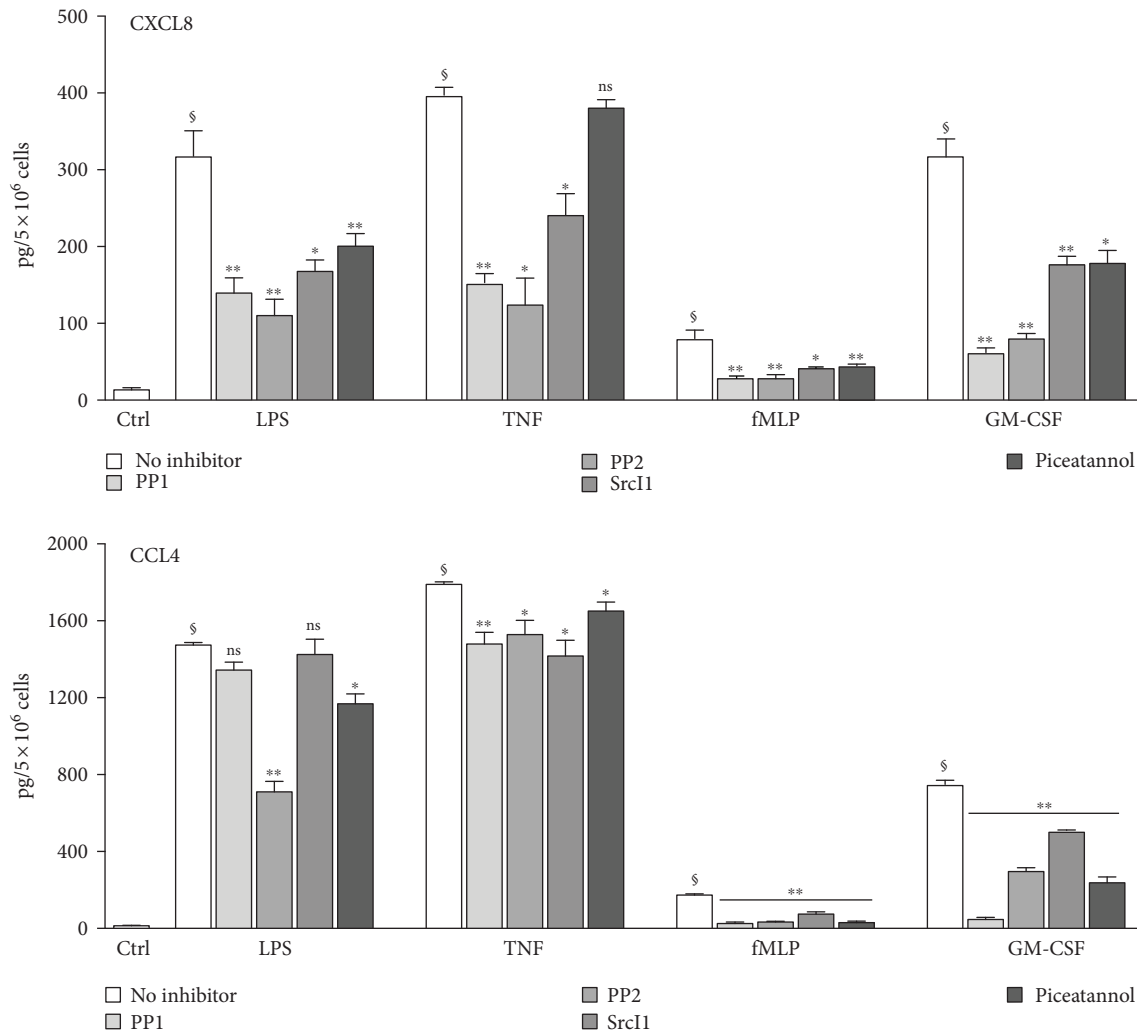 CXCL8
500
400
300
200
100
0
pg/5×10⁶ cells
§
**
**
*
**
§
**
*
*
ns
§
**
**
*
**
§
**
**
**
*
Ctrl
LPS
TNF
fMLP
GM-CSF
No inhibitor
PP1
PP2
SrcI1
Piceatannol
CCL4
2000
1600
1200
800
400
0
pg/5×10⁶ cells
§
ns
**
ns
*
§
**
*
*
*
§
**
§
**
Ctrl
LPS
TNF
fMLP
GM-CSF
No inhibitor
PP1
PP2
SrcI1
Piceatannol